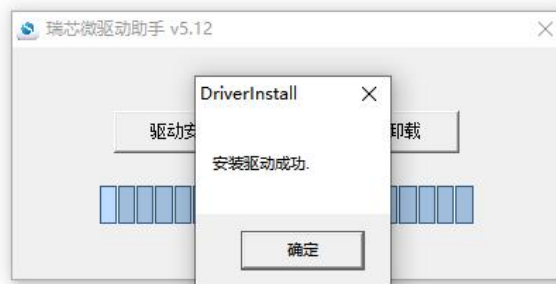 瑞芯微驱动助手 v5.12
DriverInstall
驱动安
卸载
安装驱动成功.
确定